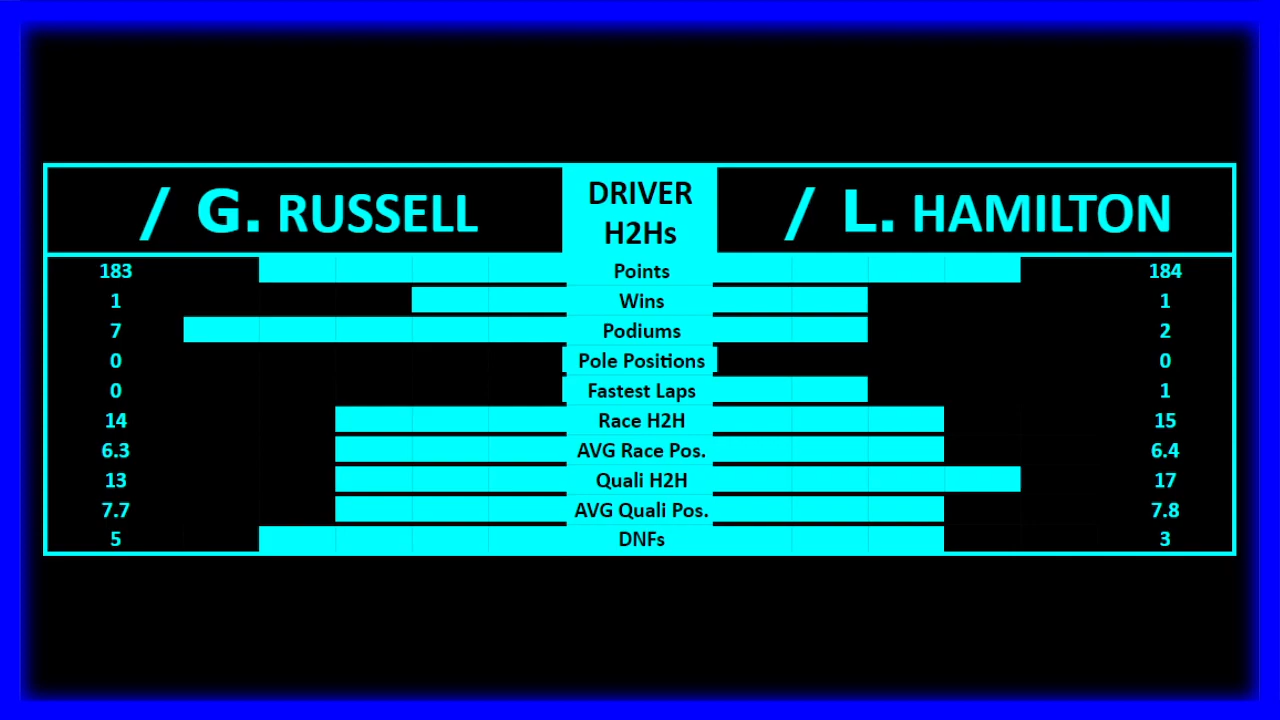 / G. RUSSELL
DRIVER
H2Hs
/ L. HAMILTON
183 Points 184
1 Wins 1
7 Podiums 2
0 Pole Positions 0
0 Fastest Laps 1
14 Race H2H 15
6.3 AVG Race Pos. 6.4
13 Quali H2H 17
7.7 AVG Quali Pos. 7.8
5 DNFs 3